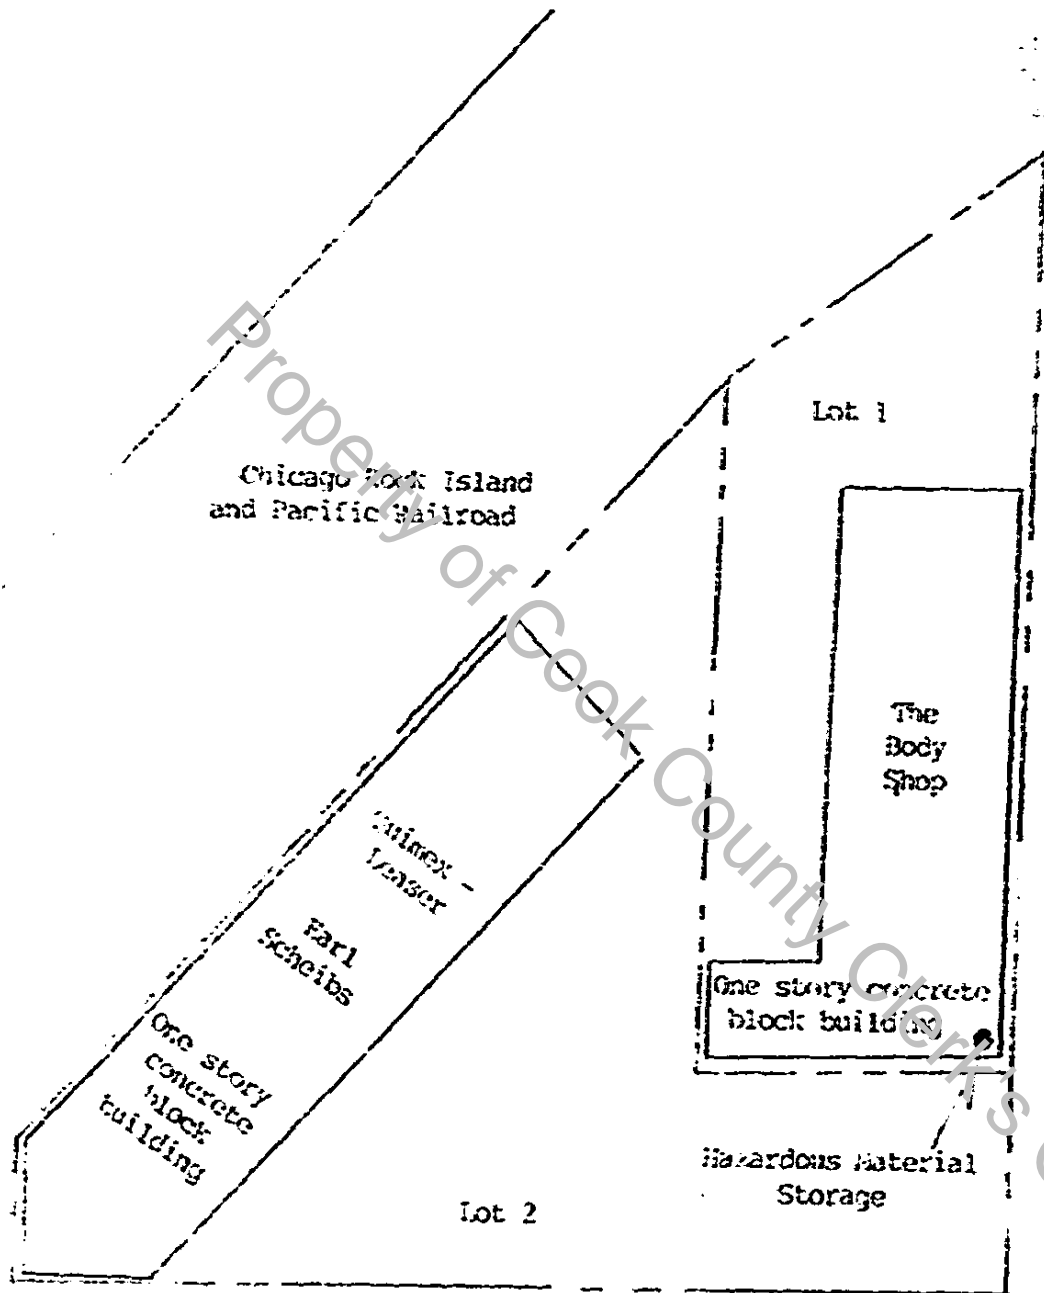 Lot 1
Chicago Rock Island
and Pacific Railroad
The
Body
Shop
Leaser
Earl
Scheibs
One story
concrete
block
building
One story concrete
block building
Hazardous Material
Storage
Lot 2
Property of Cook County Clerk's